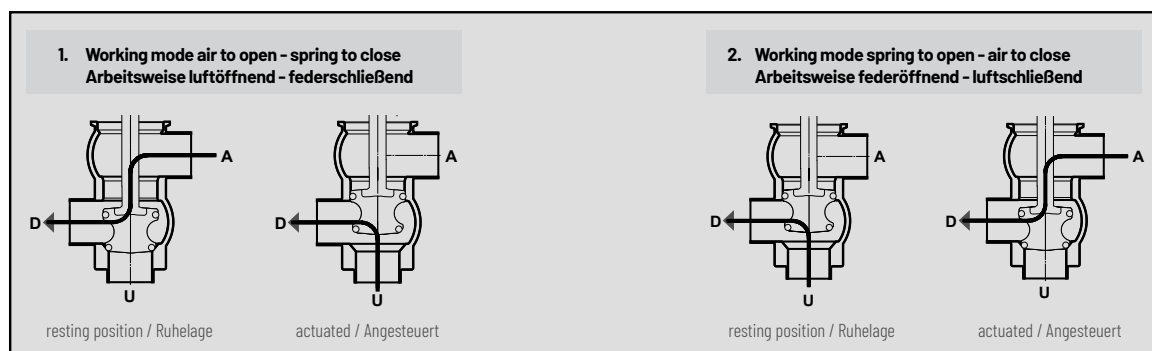 1. Working mode air to open - spring to close
Arbeitsweise luftöffnend - federschließend
2. Working mode spring to open - air to close
Arbeitsweise federöffnend - luftschließend
A
D
U
resting position / Ruhelage
A
D
U
actuated / Angesteuert
A
D
U
resting position / Ruhelage
A
D
U
actuated / Angesteuert